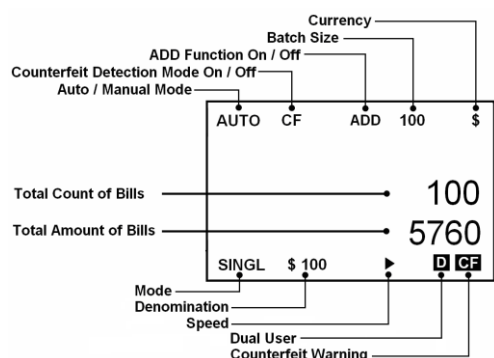 Currency
Batch Size
ADD Function On / Off
Counterfeit Detection Mode On / Off
Auto / Manual Mode
AUTO CF ADD 100 $
Total Count of Bills 100
Total Amount of Bills 5760
SINGL $ 100 D CF
Mode
Denomination
Speed
Dual User
Counterfeit Warning